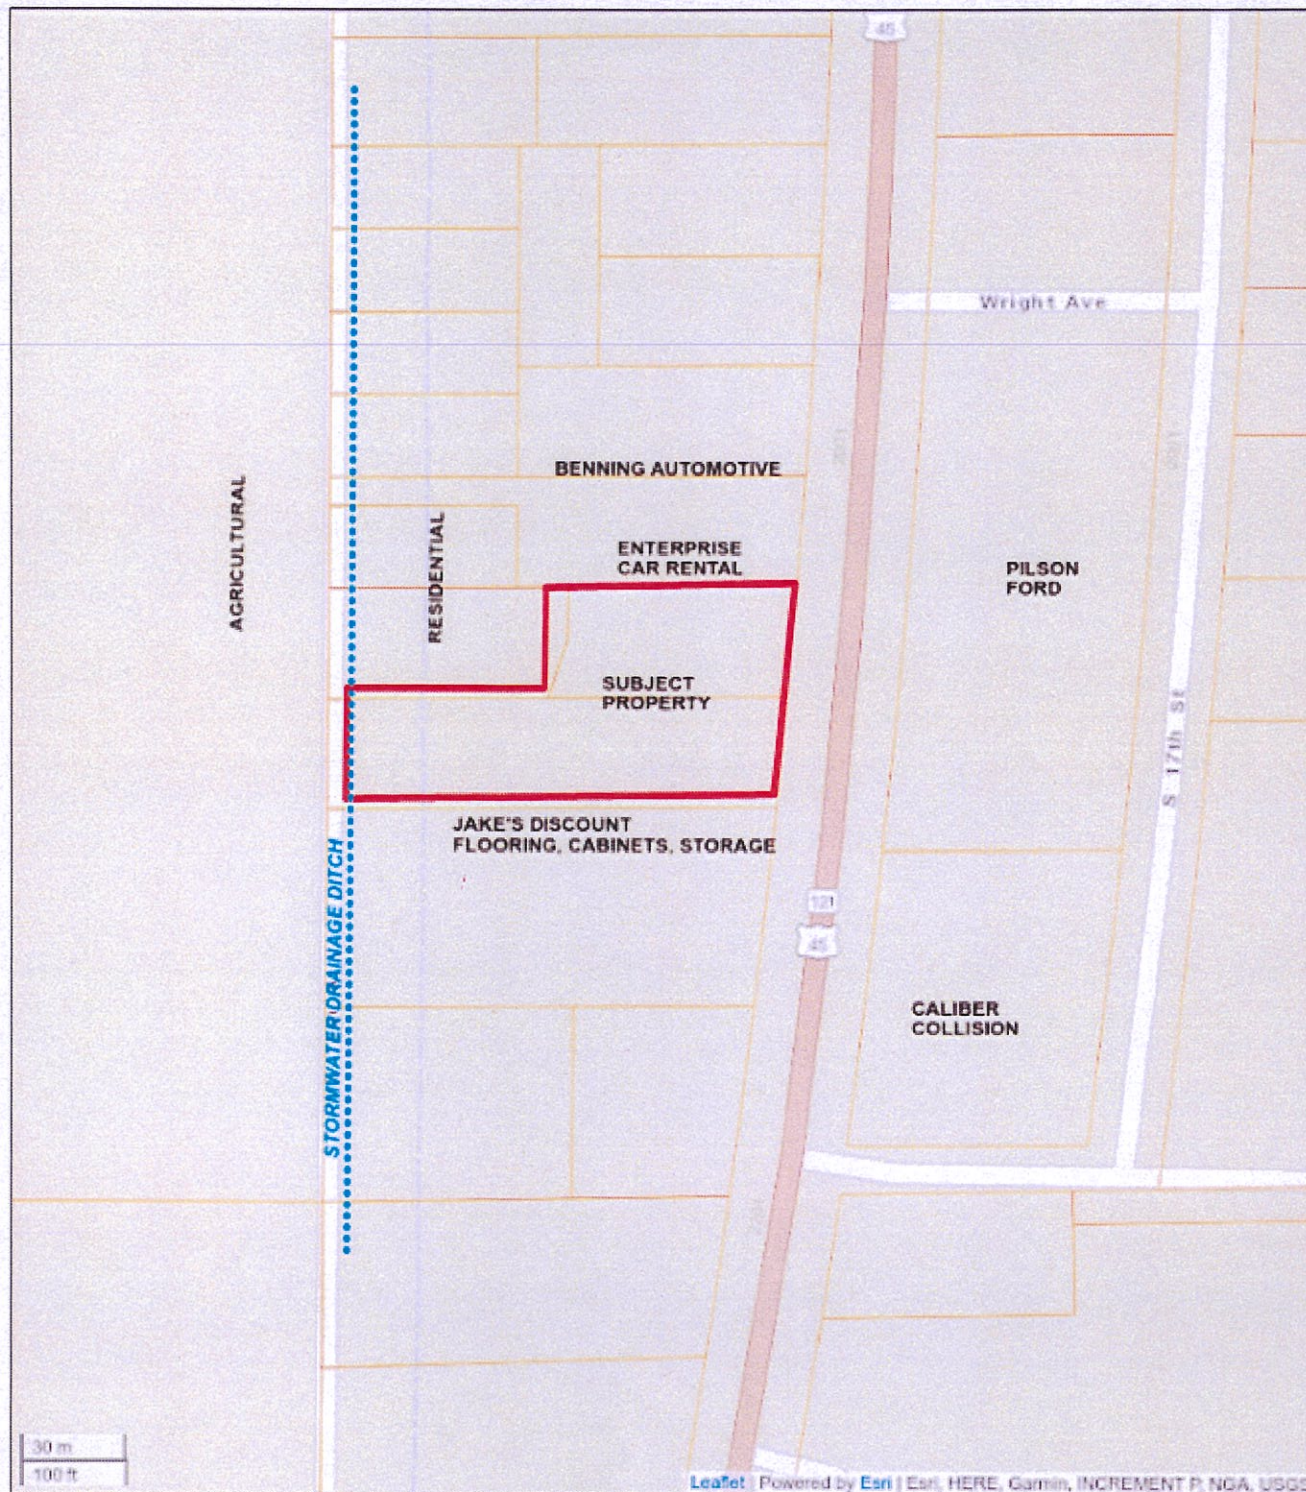 45
Wright Ave
BENNING AUTOMOTIVE
AGRICULTURAL
RESIDENTIAL
ENTERPRISE
CAR RENTAL
PILSON
FORD
SUBJECT
PROPERTY
S 17th St
JAKE'S DISCOUNT
FLOORING, CABINETS, STORAGE
STORMWATER DRAINAGE DITCH
121
45
CALIBER
COLLISION
30 m
100 ft
Leaflet | Powered by Esri | Esri, HERE, Garmin, INCREMENT P, NGA, USGS